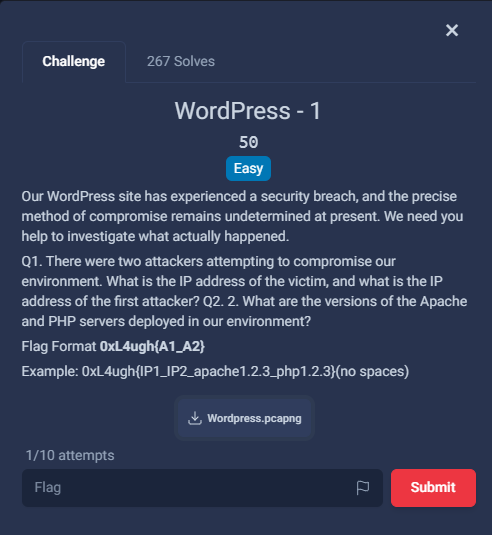 Challenge
267 Solves
WordPress - 1
50
Easy
Our WordPress site has experienced a security breach, and the precise
method of compromise remains undetermined at present. We need you
help to investigate what actually happened.
Q1. There were two attackers attempting to compromise our
environment. What is the IP address of the victim, and what is the IP
address of the first attacker? Q2. 2. What are the versions of the Apache
and PHP servers deployed in our environment?
Flag Format 0xL4ugh{A1_A2}
Example: 0xL4ugh{IP1_IP2_apache1.2.3_php1.2.3}(no spaces)
Wordpress.pcapng
1/10 attempts
Flag
Submit